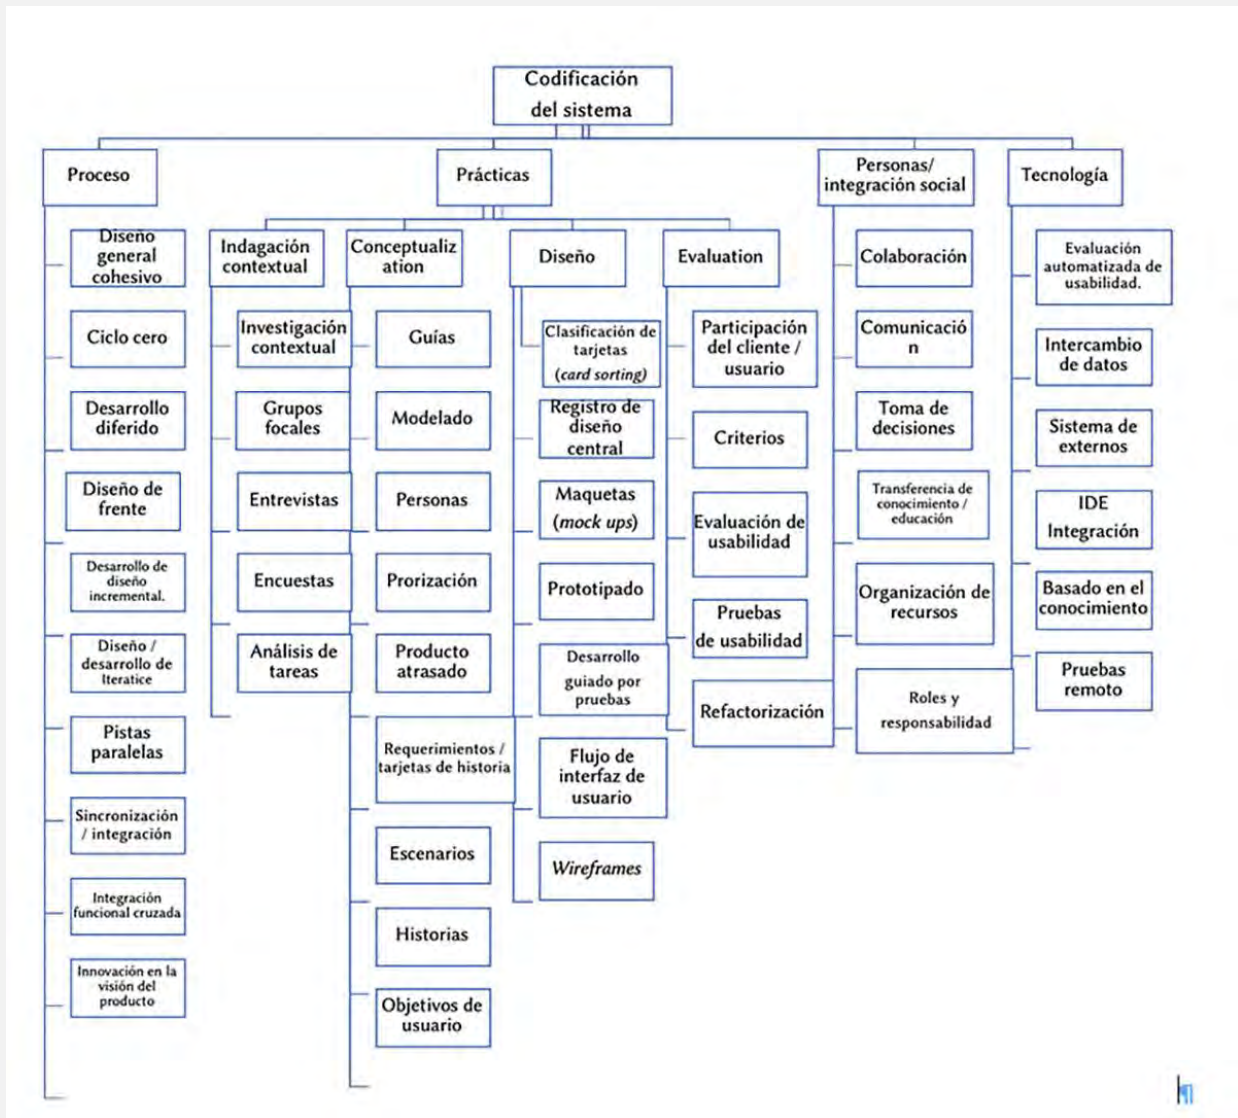 Codificación
del sistema
Proceso
Diseño
general
cohesivo
Ciclo cero
Desarrollo
diferido
Diseño de
frente
Desarrollo de
diseño
incremental.
Diseño /
desarrollo de
Iteratice
Pistas
paralelas
Sincronización
/ integración
Integración
funcional cruzada
Innovación en la
visión del
producto
Prácticas
Indagación
contextual
Investigación
contextual
Grupos
focales
Entrevistas
Encuestas
Análisis de
tareas
Conceptualiz
ation
Guías
Modelado
Personas
Prorización
Producto
atrasado
Requerimientos /
tarjetas de historia
Escenarios
Historias
Objetivos de
usuario
Diseño
Clasificación de
tarjetas
(card sorting)
Registro de
diseño
central
Maquetas
(mock ups)
Prototipado
Desarrollo
guiado por
pruebas
Flujo de
interfaz de
usuario
Wireframes
Evaluation
Participación
del cliente /
usuario
Criterios
Evaluación de
usabilidad
Pruebas
de usabilidad
Refactorización
Personas/
integración social
Colaboración
Comunicació
n
Toma de
decisiones
Transferencia de
conocimiento /
educación
Organización de
recursos
Roles y
responsabilidad
Tecnología
Evaluación
automatizada de
usabilidad.
Intercambio
de datos
Sistema de
externos
IDE
Integración
Basado en el
conocimiento
Pruebas
remoto
¶